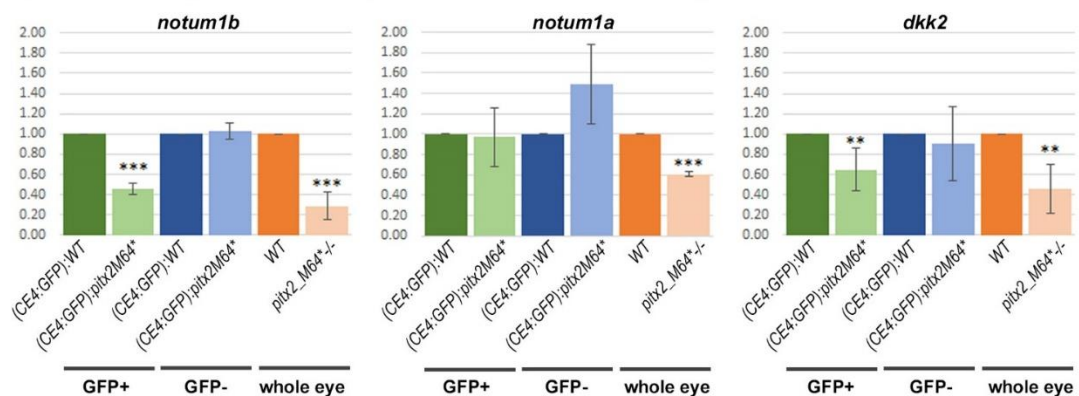 notum1b
2.00
1.80
1.60
1.40
1.20
1.00
0.80
0.60
0.40
0.20
0.00
***
***
(CE4:GFP):WT
(CE4:GFP):pitx2M64*
(CE4:GFP):WT
(CE4:GFP):pitx2M64*
WT
pitx2_M64*-/-
GFP+ GFP- whole eye
notum1a
2.00
1.80
1.60
1.40
1.20
1.00
0.80
0.60
0.40
0.20
0.00
***
(CE4:GFP):WT
(CE4:GFP):pitx2M64*
(CE4:GFP):WT
(CE4:GFP):pitx2M64*
WT
pitx2_M64*-/-
GFP+ GFP- whole eye
dkk2
2.00
1.80
1.60
1.40
1.20
1.00
0.80
0.60
0.40
0.20
0.00
**
**
(CE4:GFP):WT
(CE4:GFP):pitx2M64*
(CE4:GFP):WT
(CE4:GFP):pitx2M64*
WT
pitx2_M64*-/-
GFP+ GFP- whole eye